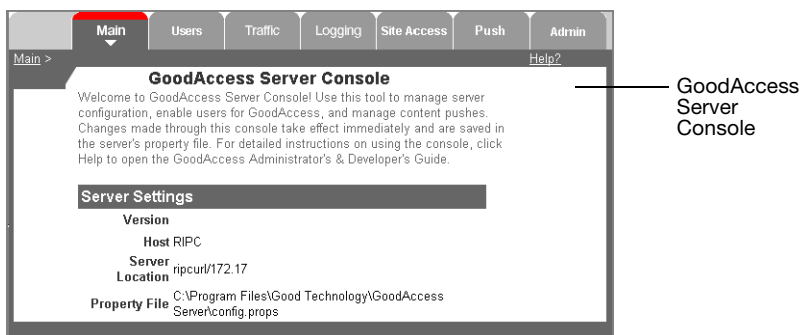 Main Users Traffic Logging Site Access Push Admin
Main > Help?
GoodAccess Server Console
Welcome to GoodAccess Server Console! Use this tool to manage server
configuration, enable users for GoodAccess, and manage content pushes.
Changes made through this console take effect immediately and are saved in
the server's property file. For detailed instructions on using the console, click
Help to open the GoodAccess Administrator's & Developer's Guide.
Server Settings
Version
Host RIPC
Server
Location ripcurl/172.17
Property File C:\Program Files\Good Technology\GoodAccess
Server\config.props
GoodAccess
Server
Console